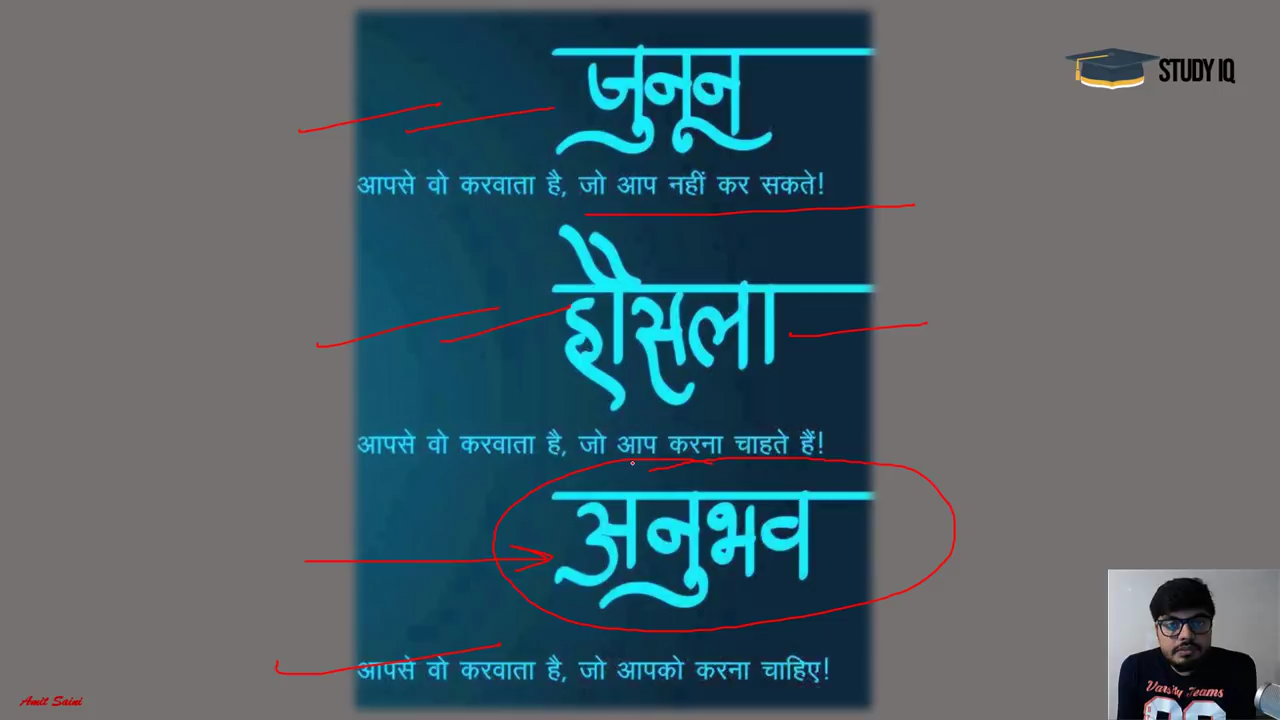 जुनून
STUDY IQ
आपसे वो करवाता है, जो आप नहीं कर सकते!
हौसला
आपसे वो करवाता है, जो आप करना चाहते हैं!
अनुभव
आपसे वो करवाता है, जो आपको करना चाहिए!
Varsity Teams
98
Amit Saini